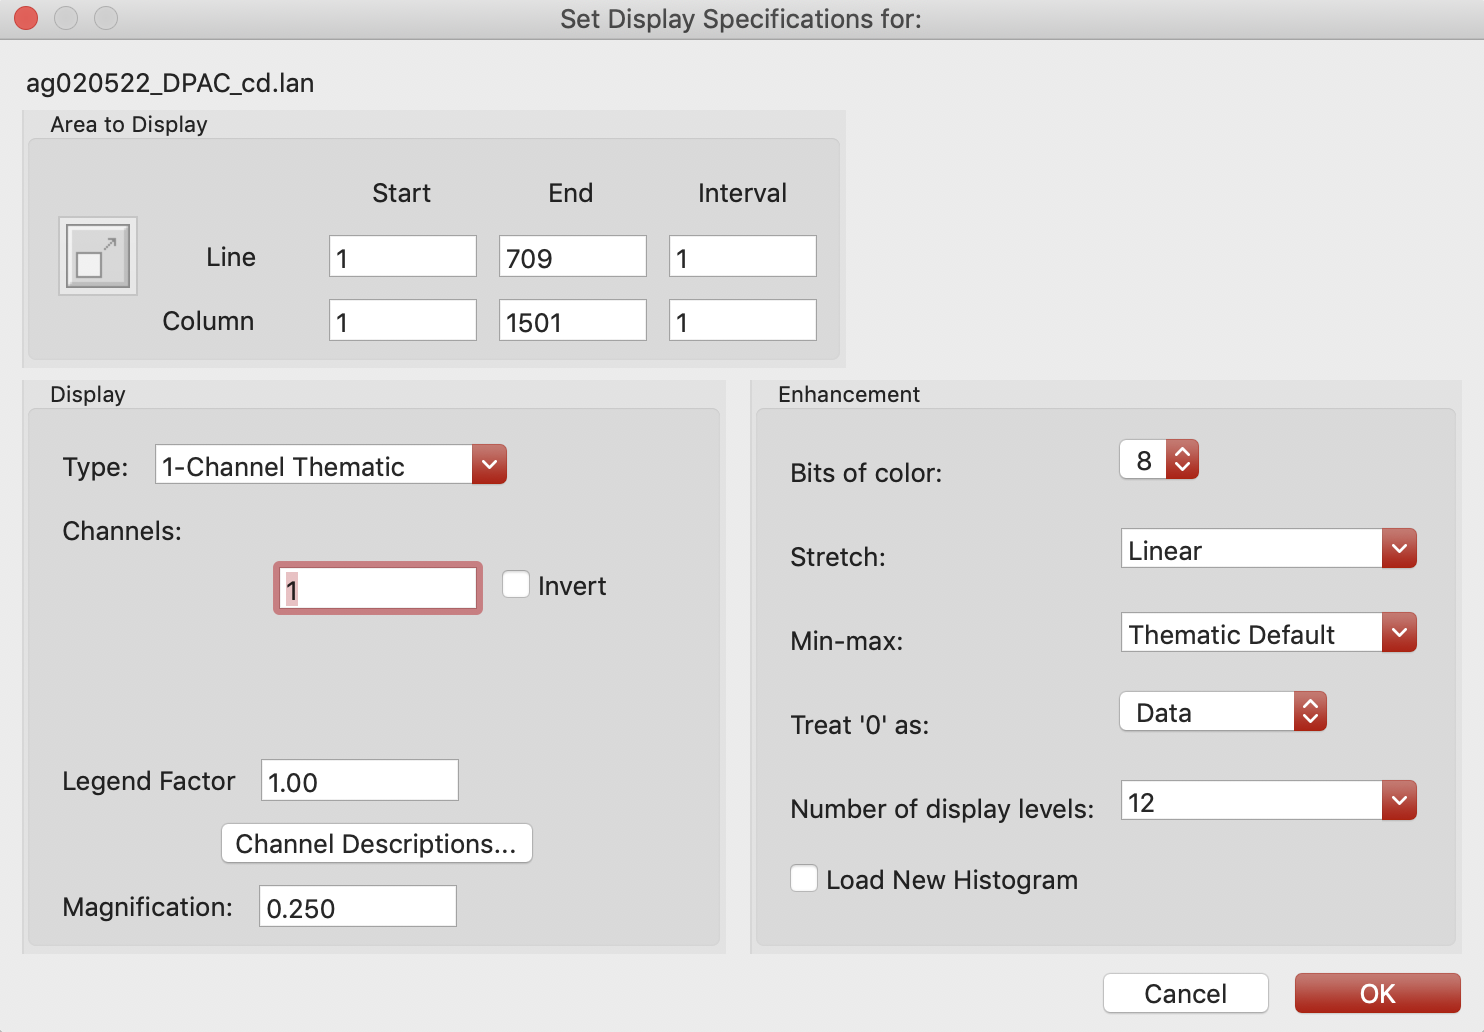 Set Display Specifications for:
ag020522_DPAC_cd.lan
Area to Display
Start End Interval
Line 1 709 1
Column 1 1501 1
Display
Type: 1-Channel Thematic
Channels:
1 Invert
Legend Factor 1.00
Channel Descriptions...
Magnification: 0.250
Enhancement
Bits of color: 8
Stretch: Linear
Min-max: Thematic Default
Treat '0' as: Data
Number of display levels: 12
Load New Histogram
Cancel OK